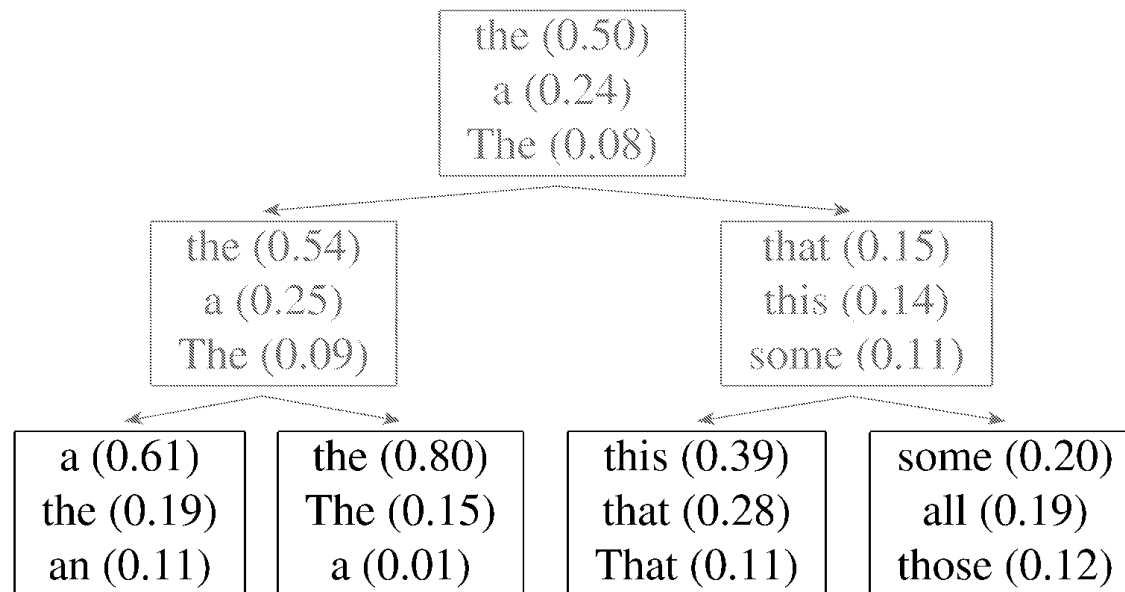 the (0.50)
a (0.24)
The (0.08)
the (0.54)
a (0.25)
The (0.09)
that (0.15)
this (0.14)
some (0.11)
a (0.61)
the (0.19)
an (0.11)
the (0.80)
The (0.15)
a (0.01)
this (0.39)
that (0.28)
That (0.11)
some (0.20)
all (0.19)
those (0.12)